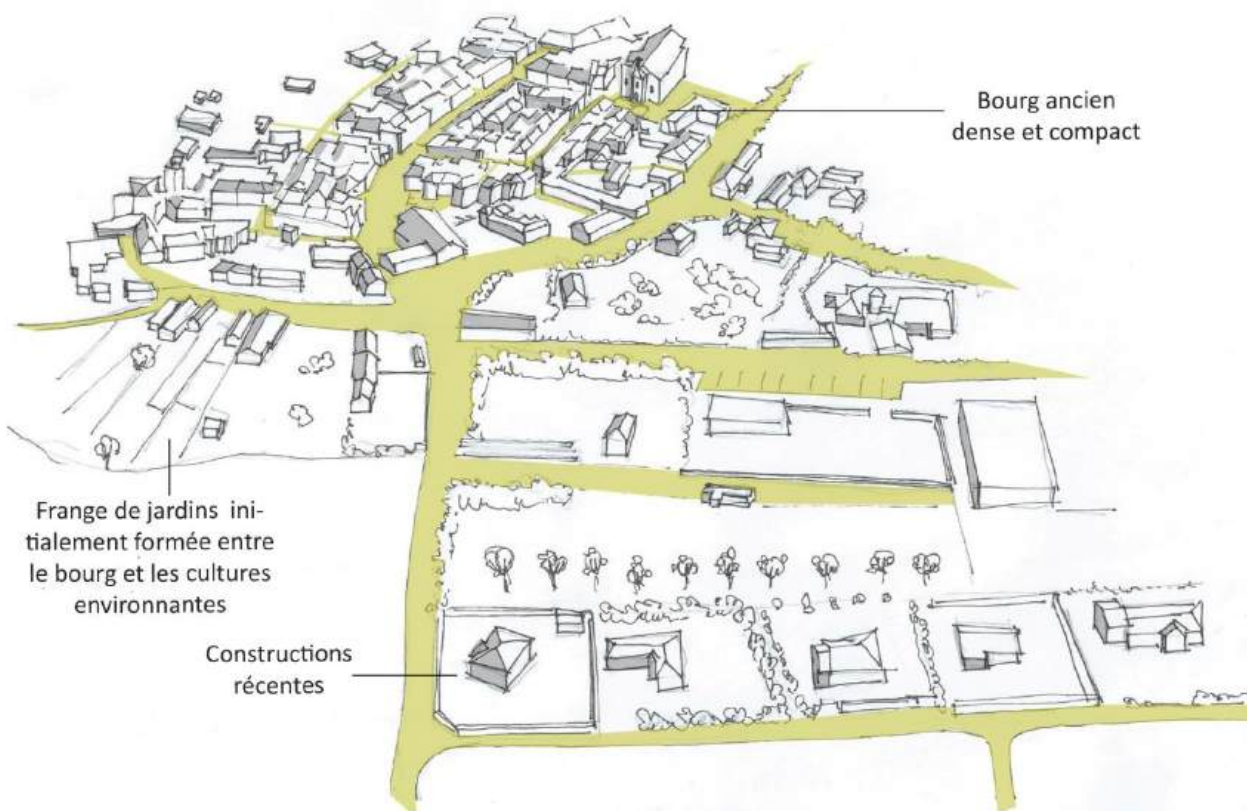 Bourg ancien
dense et compact
Frange de jardins ini-
tialement formée entre
le bourg et les cultures
environnantes
Constructions
récentes